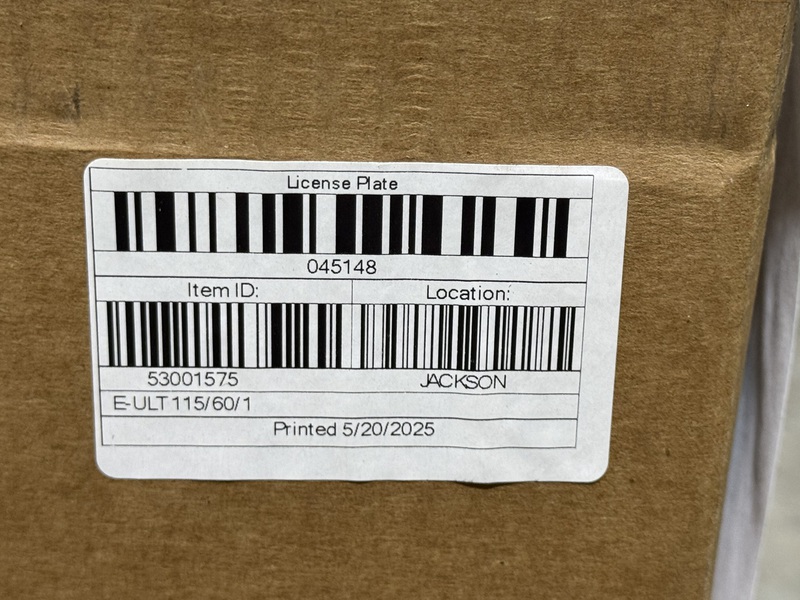 License Plate
045148
Item ID: Location:
53001575 JACKSON
E-ULT 115/60/1
Printed 5/20/2025